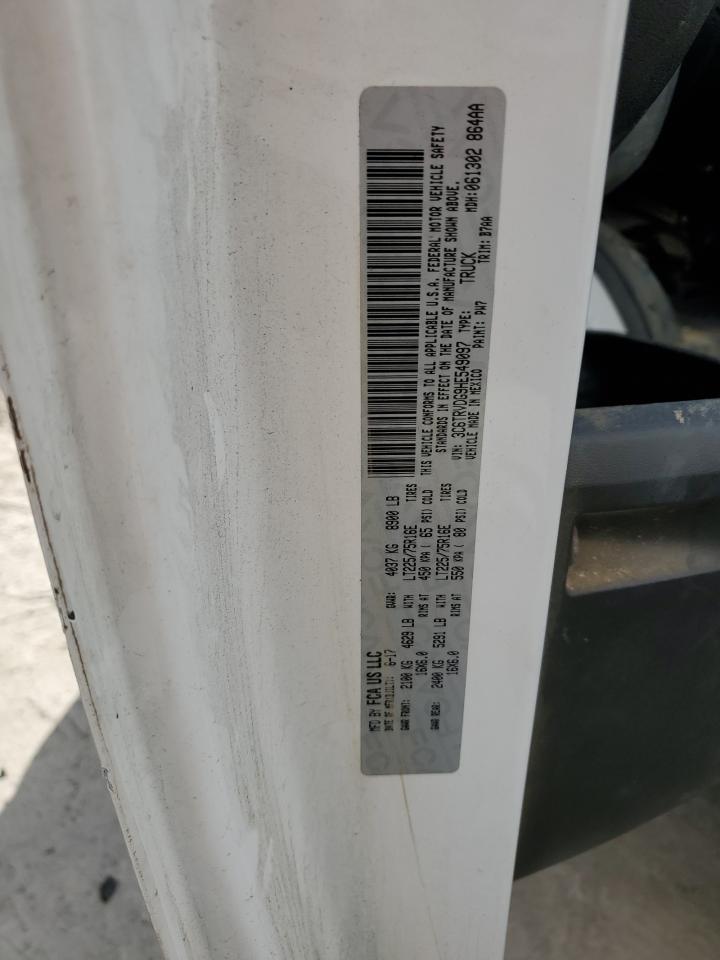 MFD BY FCA US LLC
DATE OF MFR: 6-17 GVWR: 4037 KG 8900 LB
GAWR FRONT: 2100 KG 4629 LB WITH LT225/75R16E TIRES
16X6.0 RIMS AT 450 KPA ( 65 PSI) COLD
GAWR REAR: 2400 KG 5291 LB WITH LT225/75R16E TIRES
16X6.0 RIMS AT 550 KPA ( 80 PSI) COLD
THIS VEHICLE CONFORMS TO ALL APPLICABLE U.S.A. FEDERAL MOTOR VEHICLE SAFETY
STANDARDS IN EFFECT ON THE DATE OF MANUFACTURE SHOWN ABOVE.
VIN: 3C6TRVDG9HE549097 TYPE: TRUCK MDH:061302 864AA
VEHICLE MADE IN MEXICO PAINT: PW7 TRIM: B7AA